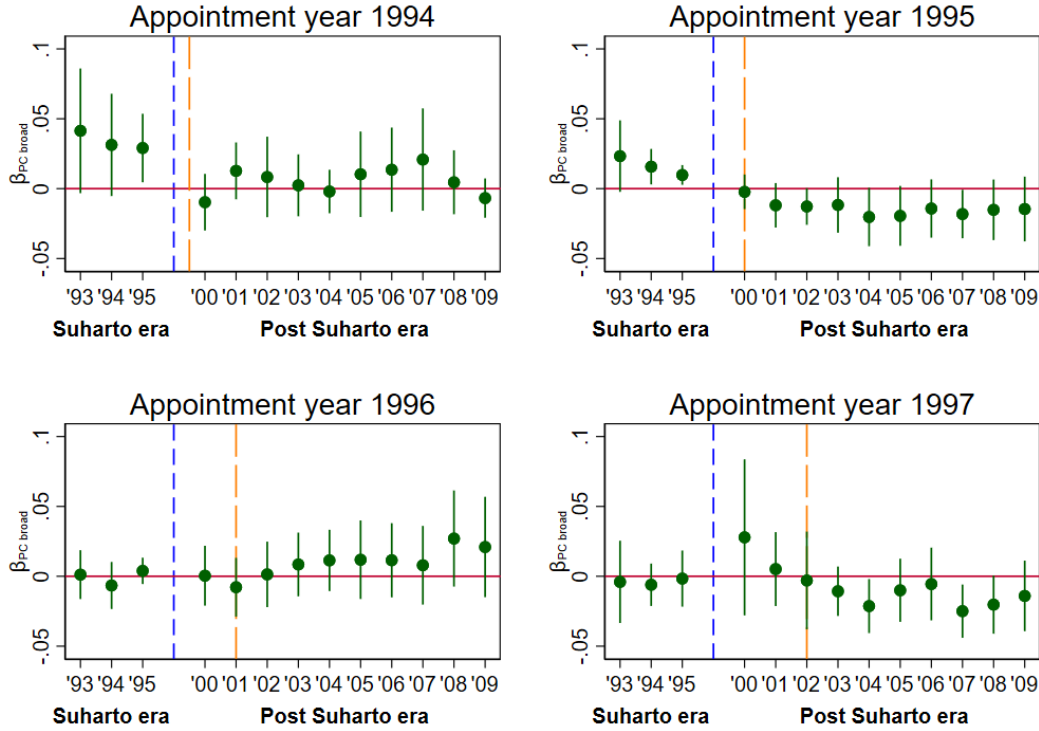 Appointment year 1994
Appointment year 1995
.1
.05
0
-.05
βPC broad
'93 '94 '95 '00 '01 '02 '03 '04 '05 '06 '07 '08 '09
Suharto era Post Suharto era
.1
.05
0
-.05
βPC broad
'93 '94 '95 '00 '01 '02 '03 '04 '05 '06 '07 '08 '09
Suharto era Post Suharto era
Appointment year 1996
Appointment year 1997
.1
.05
0
-.05
βPC broad
'93 '94 '95 '00 '01 '02 '03 '04 '05 '06 '07 '08 '09
Suharto era Post Suharto era
.1
.05
0
-.05
βPC broad
'93 '94 '95 '00 '01 '02 '03 '04 '05 '06 '07 '08 '09
Suharto era Post Suharto era